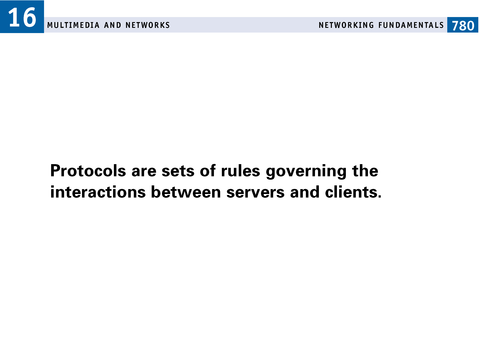 16 MULTIMEDIA AND NETWORKS NETWORKING FUNDAMENTALS 780
Protocols are sets of rules governing the
interactions between servers and clients.